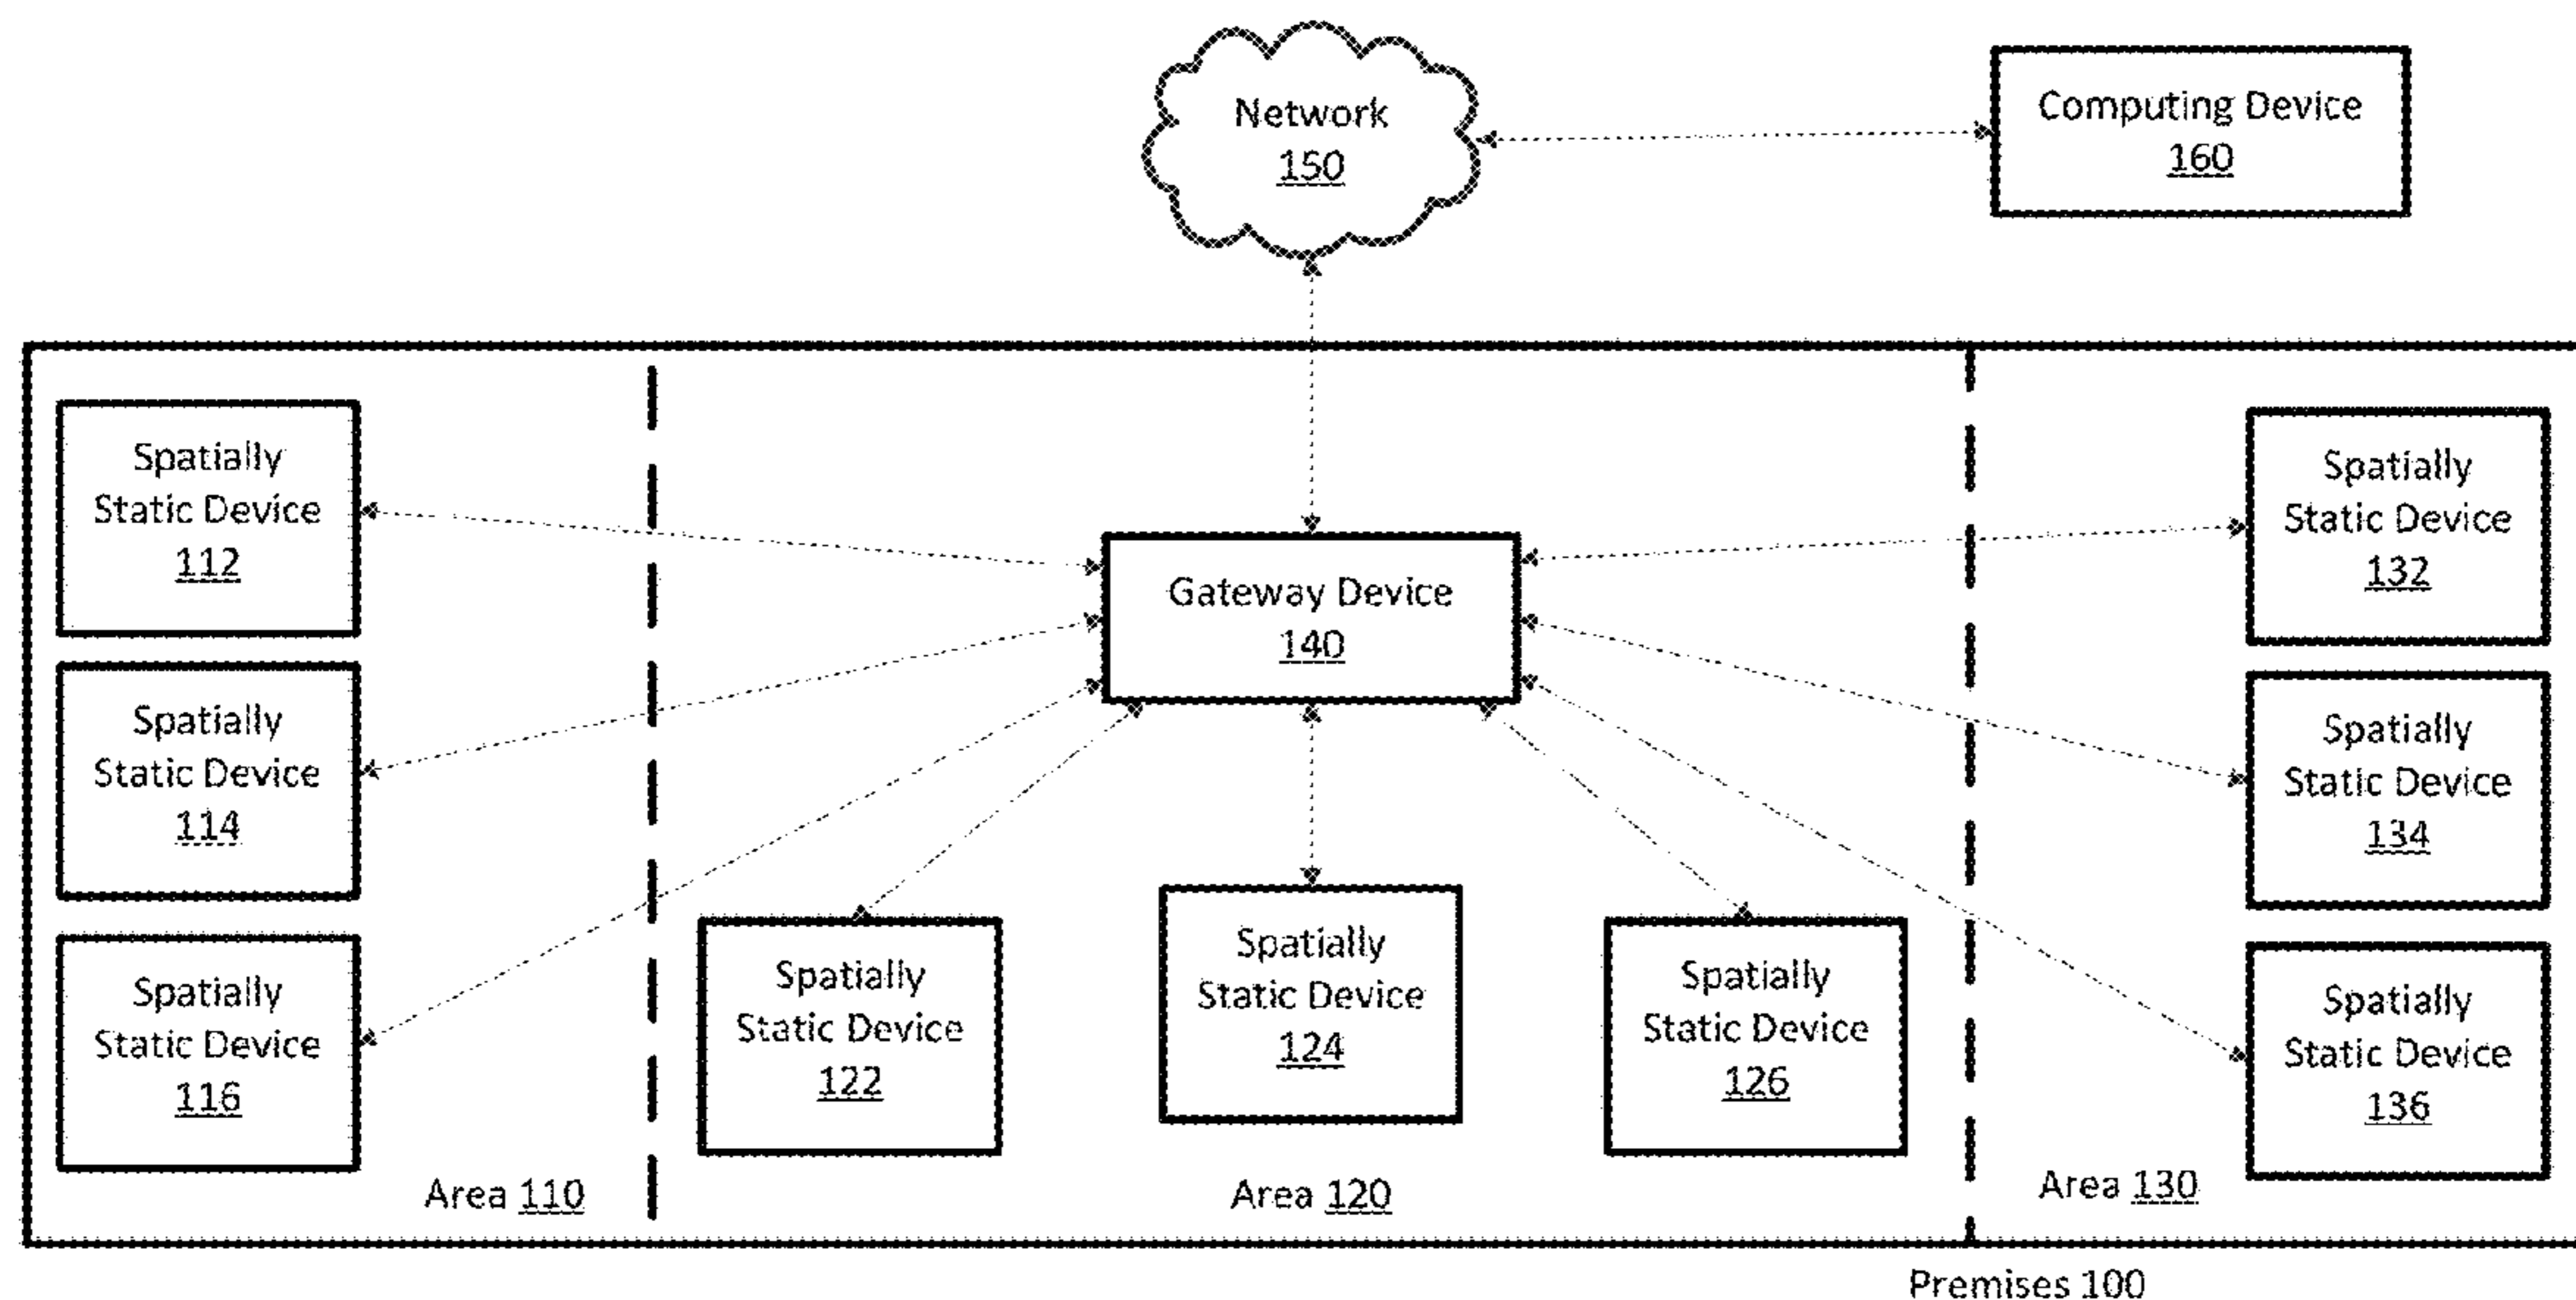 Network
150
Computing Device
160
Spatially
Static Device
112
Spatially
Static Device
114
Spatially
Static Device
116
Gateway Device
140
Spatially
Static Device
132
Spatially
Static Device
134
Spatially
Static Device
136
Spatially
Static Device
122
Spatially
Static Device
124
Spatially
Static Device
126
Area 110
Area 120
Area 130
Premises 100